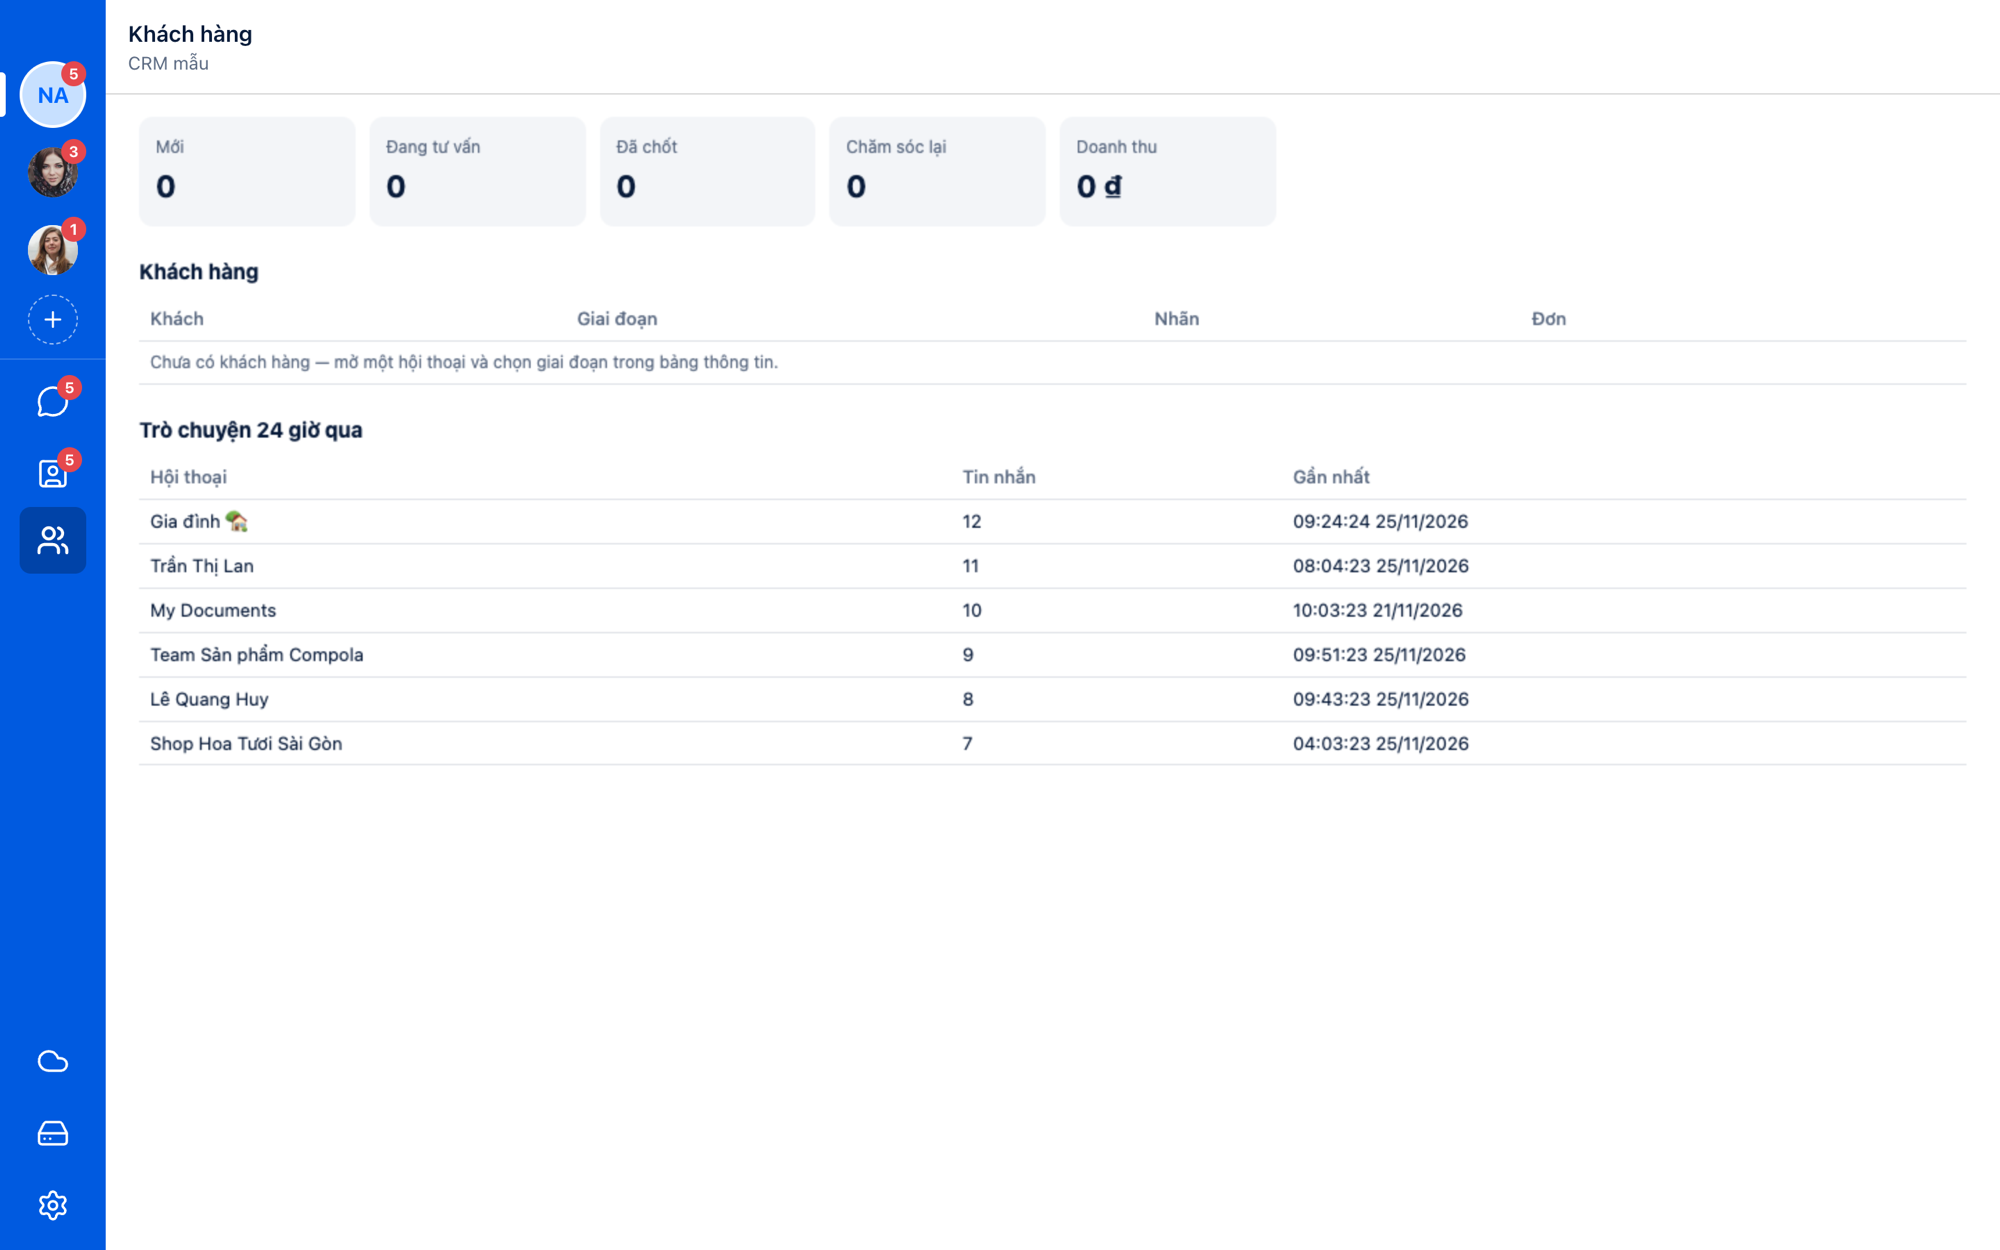 Khách hàng
CRM mẫu
NA
5
3
1
5
5
Mới
0
Đang tư vấn
0
Đã chốt
0
Chăm sóc lại
0
Doanh thu
0 ₫
Khách hàng
Khách Giai đoạn Nhãn Đơn
Chưa có khách hàng — mở một hội thoại và chọn giai đoạn trong bảng thông tin.
Trò chuyện 24 giờ qua
Hội thoại Tin nhắn Gần nhất
Gia đình 🏡 12 09:24:24 25/11/2026
Trần Thị Lan 11 08:04:23 25/11/2026
My Documents 10 10:03:23 21/11/2026
Team Sản phẩm Compola 9 09:51:23 25/11/2026
Lê Quang Huy 8 09:43:23 25/11/2026
Shop Hoa Tươi Sài Gòn 7 04:03:23 25/11/2026